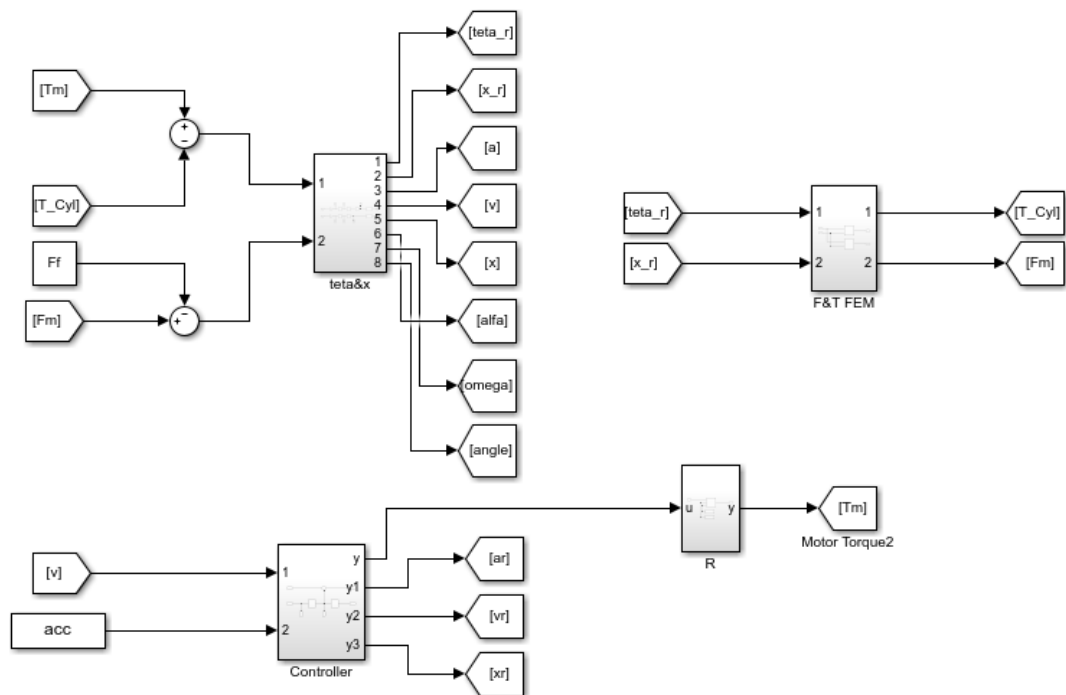 [teta_r]
[Tm]
[x_r]
+
−
[a]
[T_Cyl]
1
2
1
2
3
4
5
6
7
8
teta&x
[v]
Ff
[x]
[Fm]
+
−
[alfa]
[omega]
[angle]
[teta_r]
[x_r]
1
2
1
2
F&T FEM
[T_Cyl]
[Fm]
u
y
R
[Tm]
Motor Torque2
[v]
acc
1
2
y
y1
y2
y3
Controller
[ar]
[vr]
[xr]